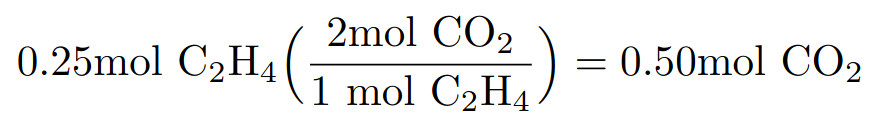 0.25mol C₂H₄(2mol CO₂ / 1 mol C₂H₄) = 0.50mol CO₂